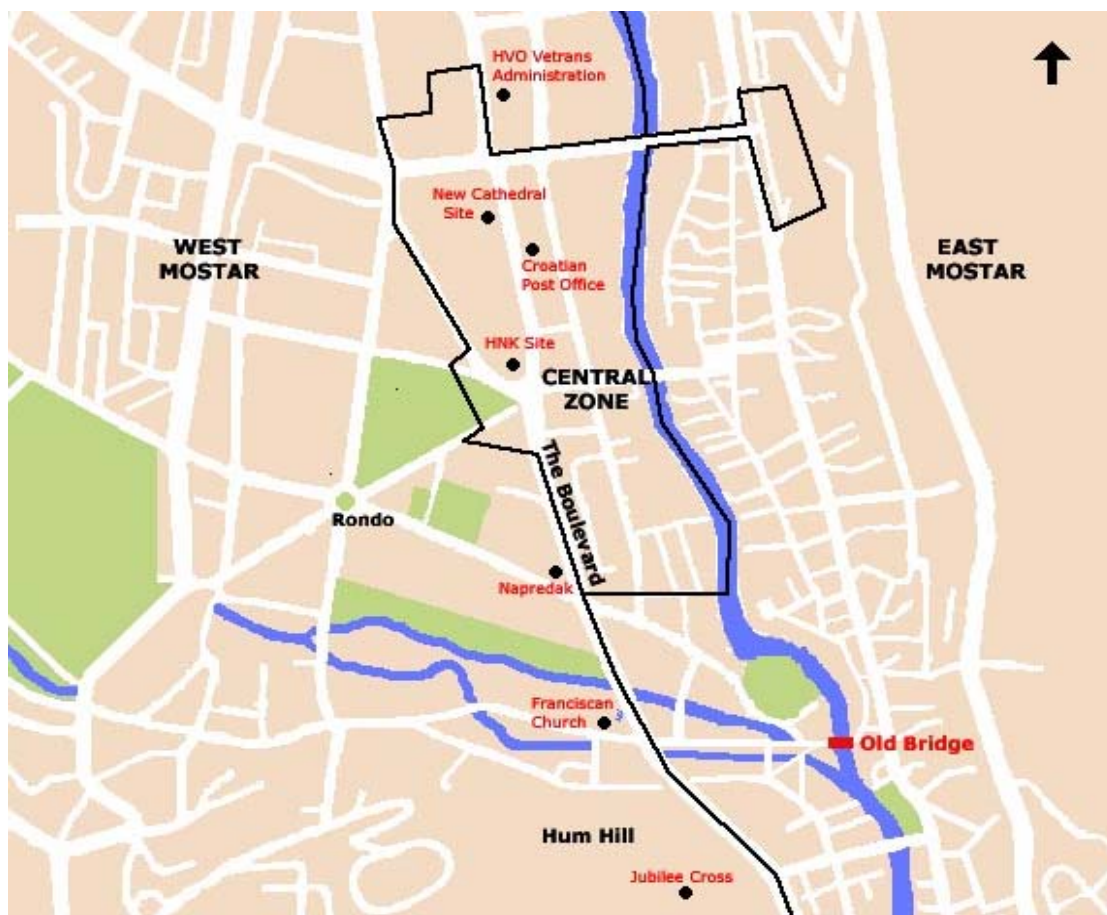 HVO Vetrans
Administration
New Cathedral
Site
Croatian
Post Office
WEST
MOSTAR
EAST
MOSTAR
HNK Site
CENTRAL
ZONE
The Boulevard
Rondo
Napredak
Franciscan
Church
Old Bridge
Hum Hill
Jubilee Cross